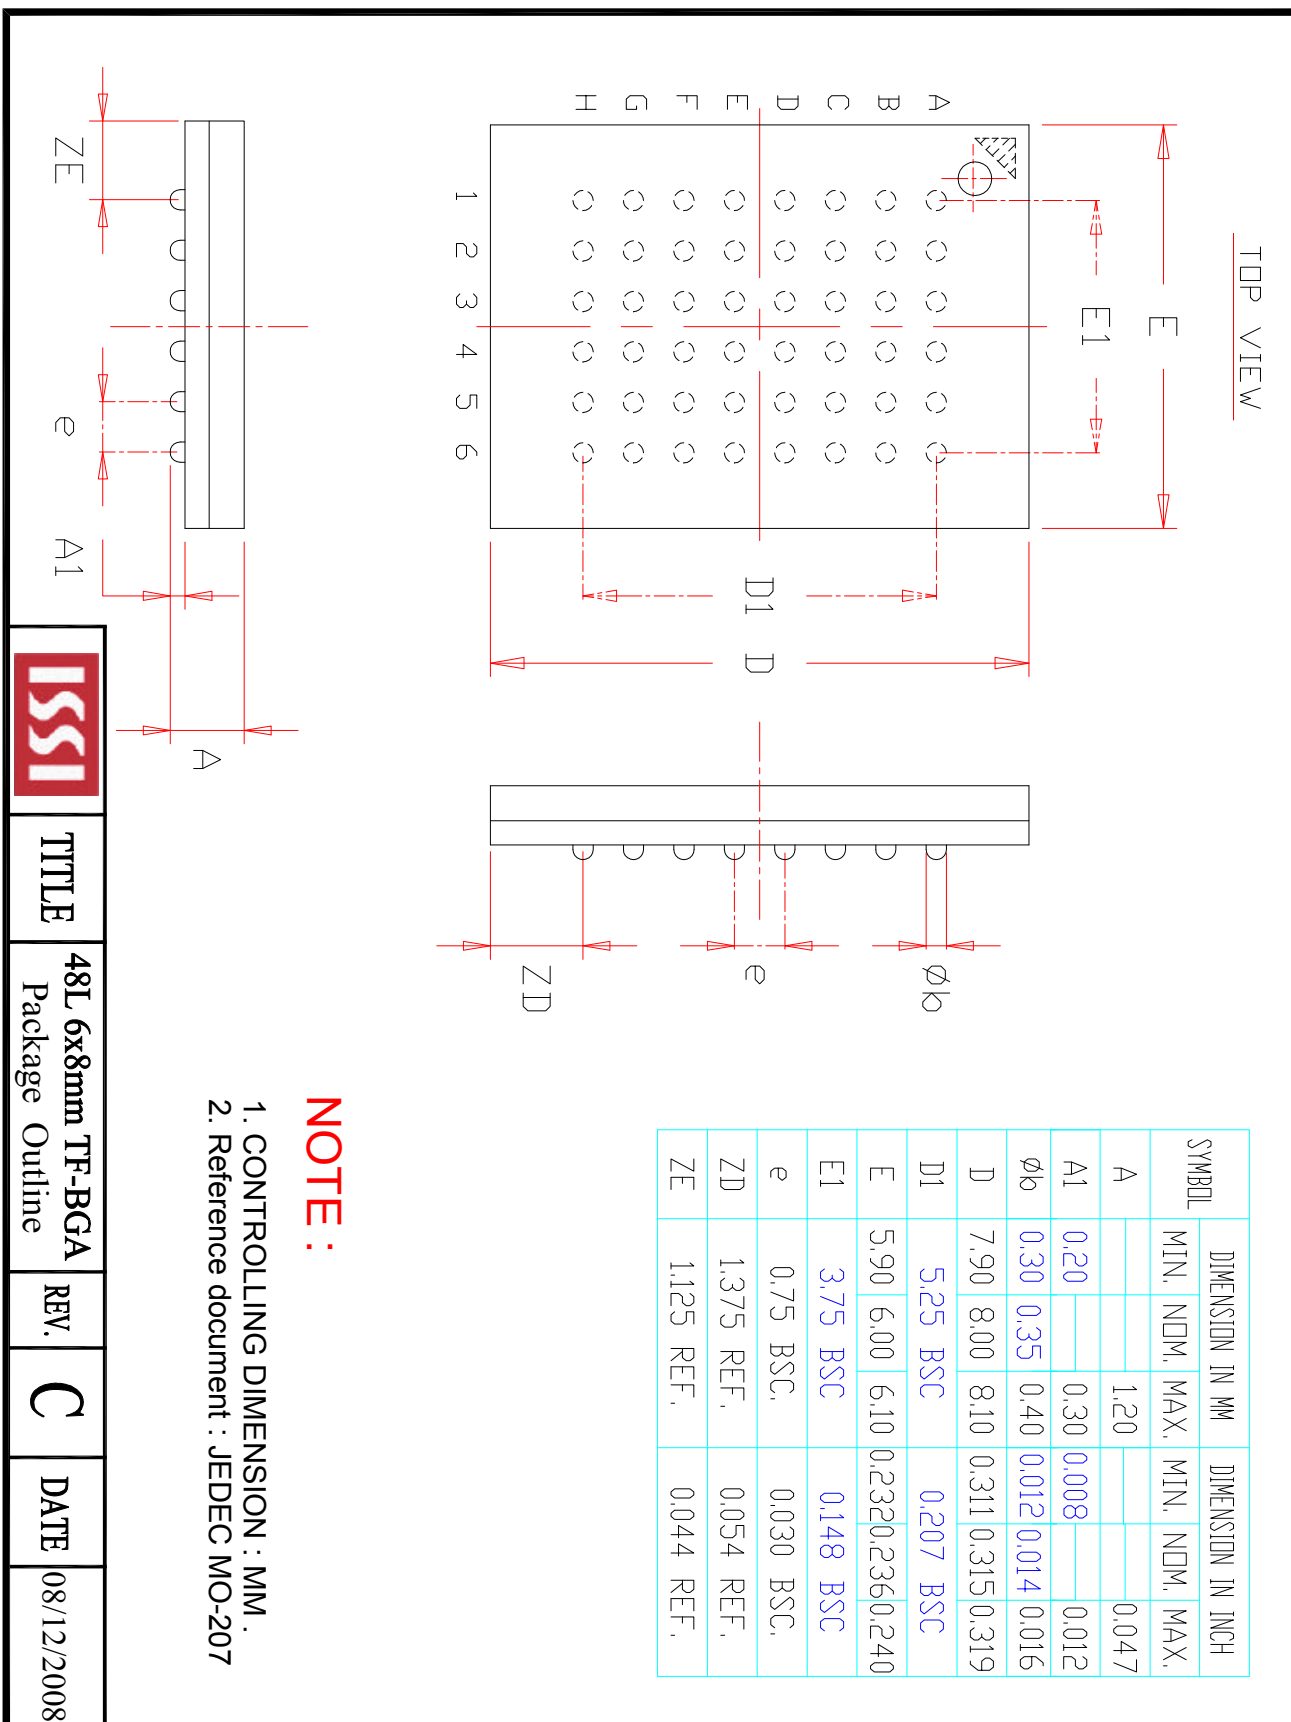 TOP VIEW
A
B
C
D
E
F
G
H
1
2
3
4
5
6
E1
E
D1
D
ZE
e
A1
A
ZD
e
Øb
SYMBOL
DIMENSION IN MM
DIMENSION IN INCH
MIN. NOM. MAX. MIN. NOM. MAX.
A 1.20 0.047
A1 0.20 0.30 0.008 0.012
Øb 0.30 0.35 0.40 0.012 0.014 0.016
D 7.90 8.00 8.10 0.311 0.315 0.319
D1 5.25 BSC 0.207 BSC
E 5.90 6.00 6.10 0.232 0.236 0.240
E1 3.75 BSC 0.148 BSC
e 0.75 BSC. 0.030 BSC.
ZD 1.375 REF. 0.054 REF.
ZE 1.125 REF. 0.044 REF.
NOTE :
1. CONTROLLING DIMENSION : MM .
2. Reference document : JEDEC MO-207
ISSI
TITLE
48L 6x8mm TF-BGA
Package Outline
REV.
C
DATE
08/12/2008